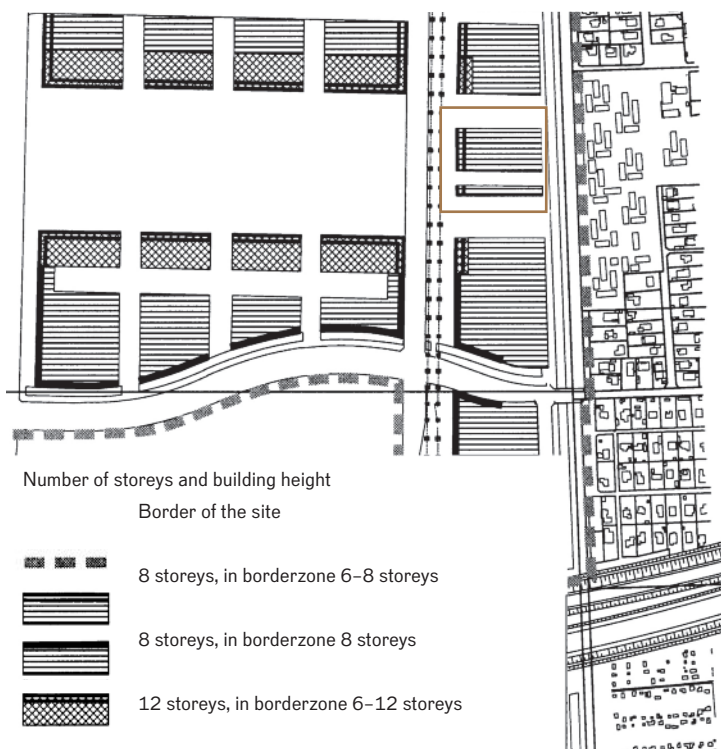 Number of storeys and building height
Border of the site
8 storeys, in borderzone 6–8 storeys
8 storeys, in borderzone 8 storeys
12 storeys, in borderzone 6–12 storeys